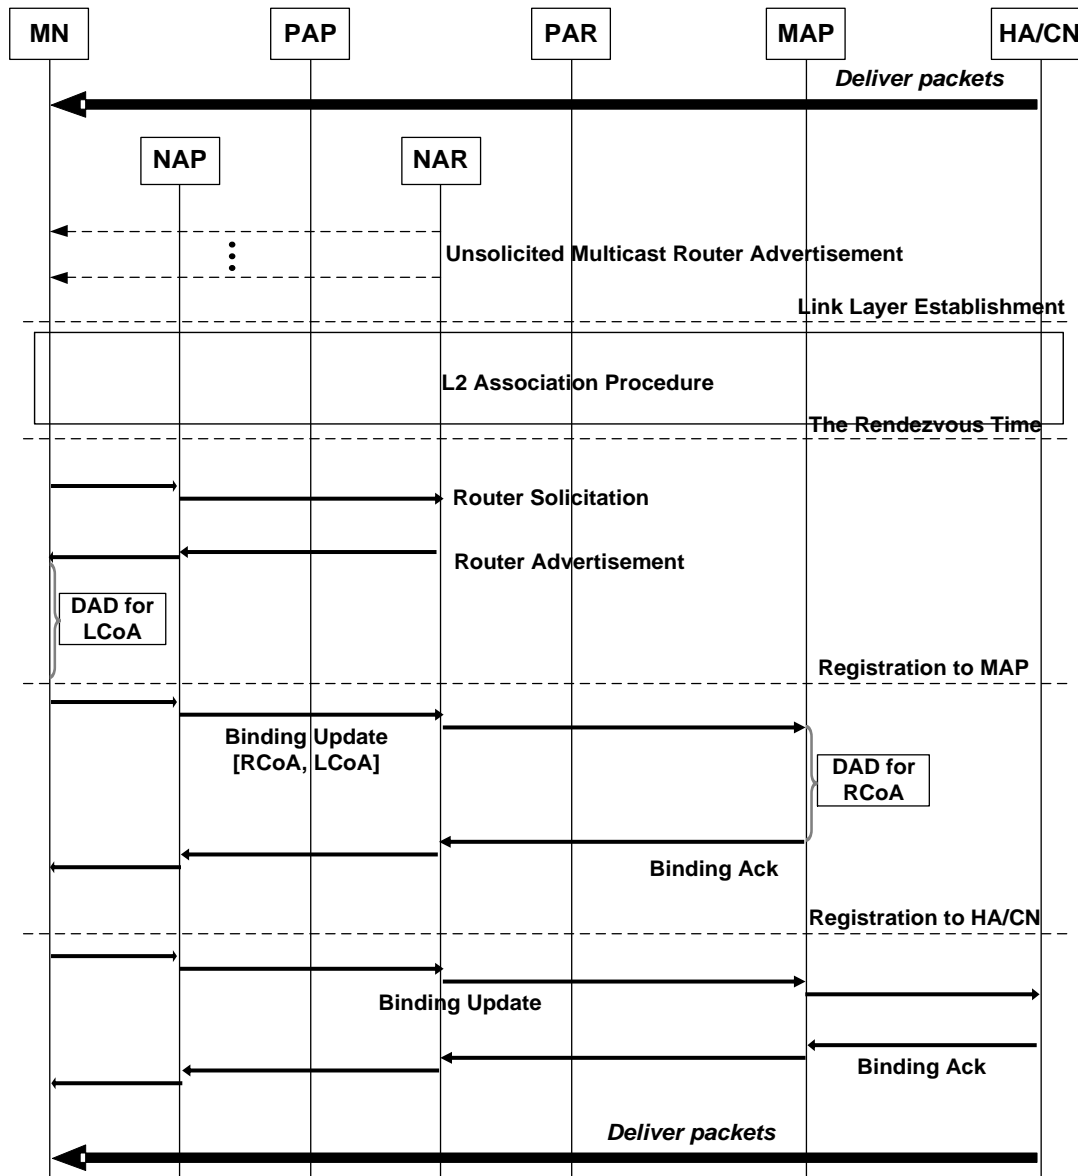 MN
PAP
PAR
MAP
HA/CN
Deliver packets
NAP
NAR
Unsolicited Multicast Router Advertisement
Link Layer Establishment
L2 Association Procedure
The Rendezvous Time
Router Solicitation
Router Advertisement
DAD for
LCoA
Registration to MAP
Binding Update
[RCoA, LCoA]
DAD for
RCoA
Binding Ack
Registration to HA/CN
Binding Update
Binding Ack
Deliver packets